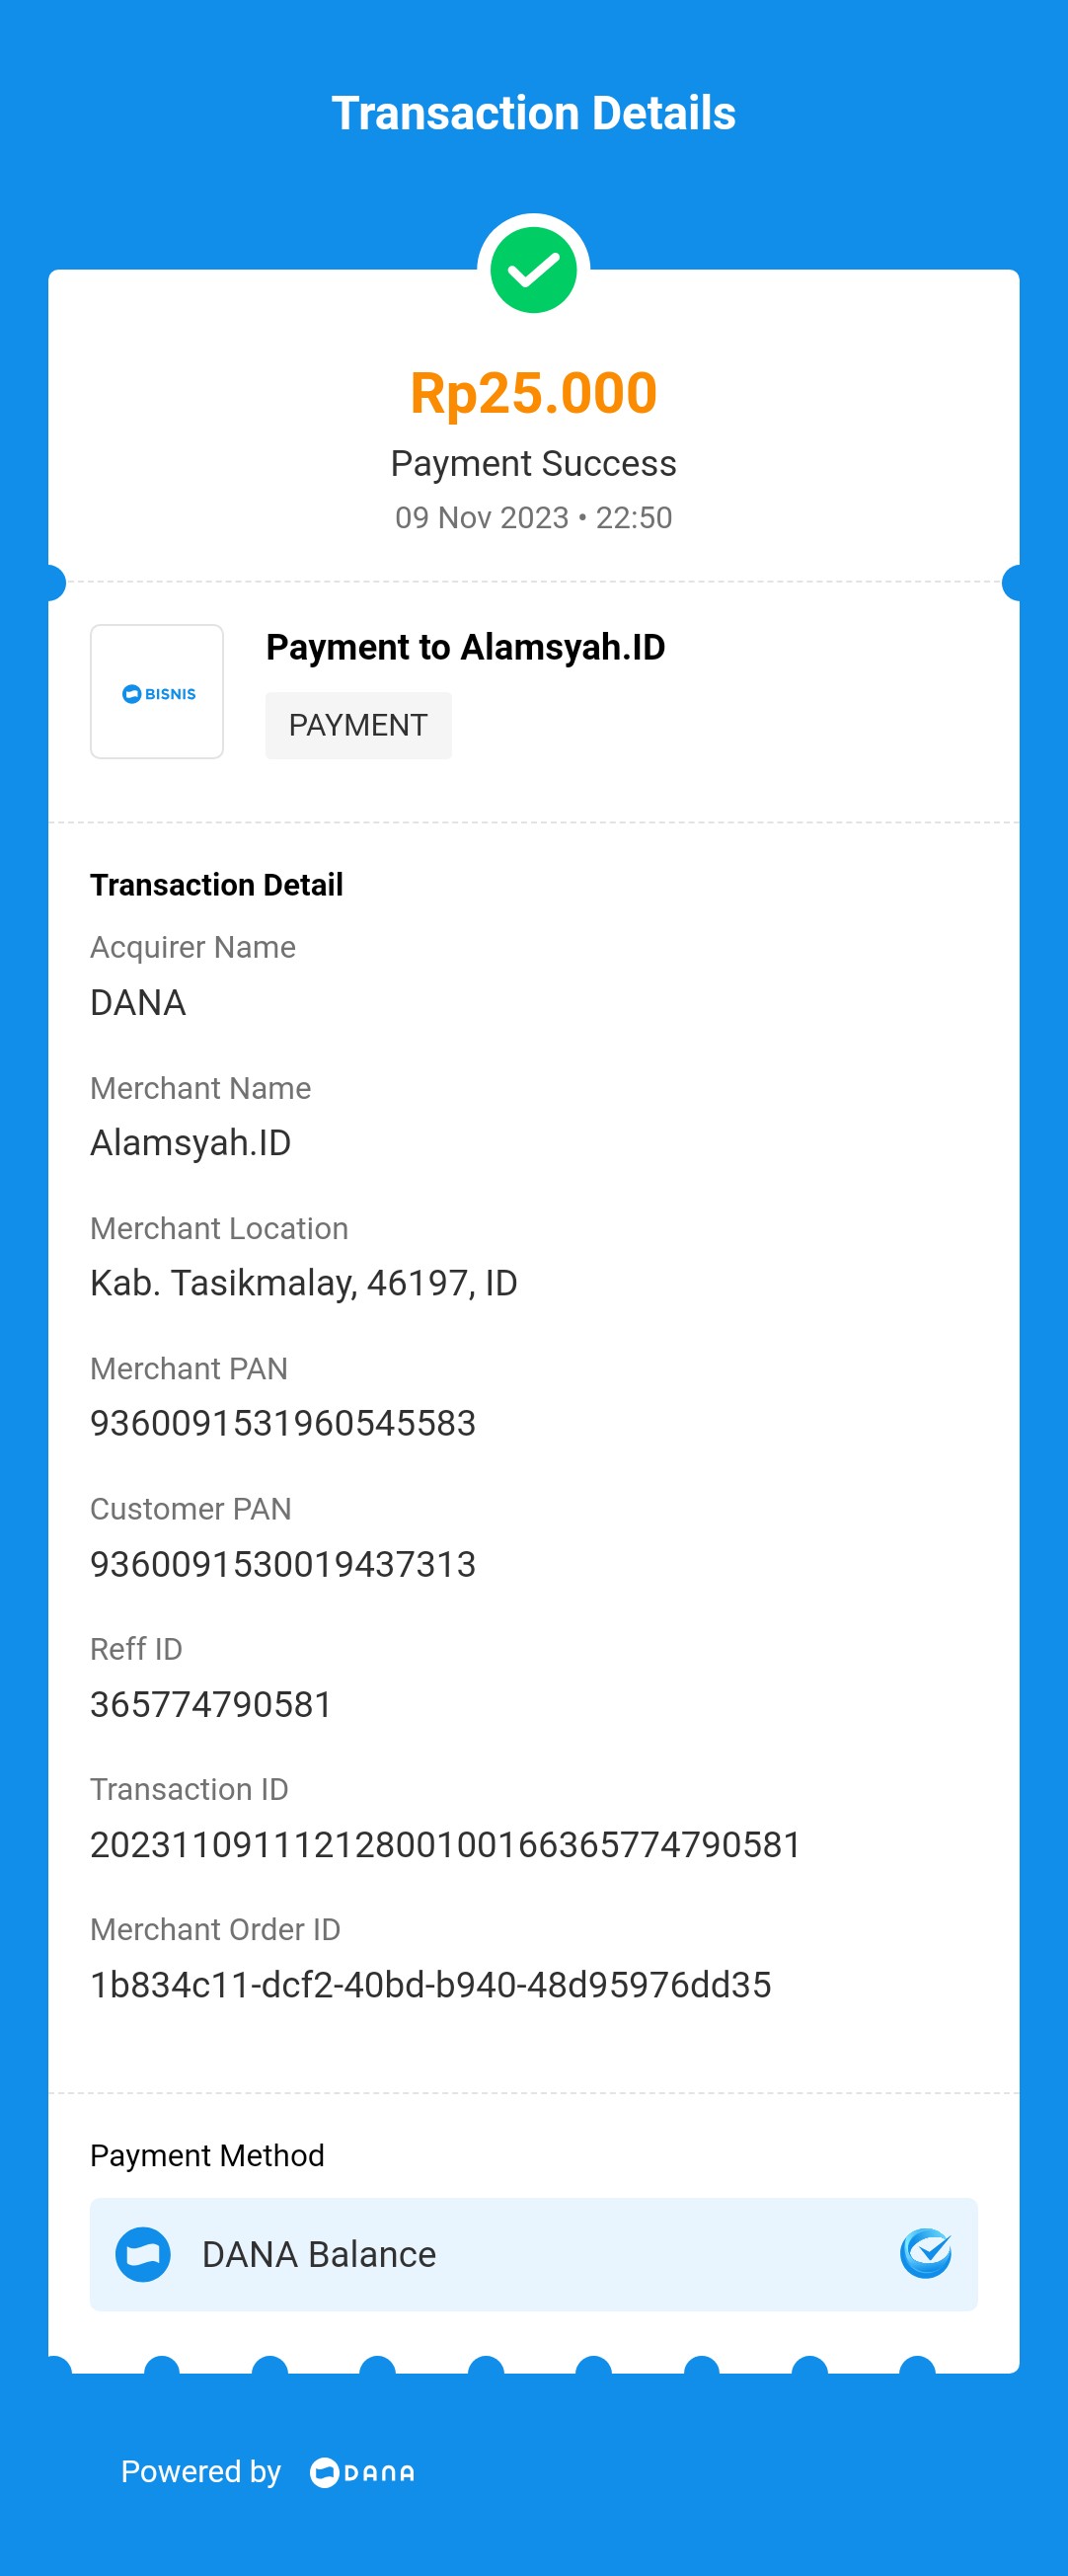 Transaction Details
Rp25.000
Payment Success
09 Nov 2023 • 22:50
BISNIS
Payment to Alamsyah.ID
PAYMENT
Transaction Detail
Acquirer Name
DANA
Merchant Name
Alamsyah.ID
Merchant Location
Kab. Tasikmalay, 46197, ID
Merchant PAN
9360091531960545583
Customer PAN
9360091530019437313
Reff ID
365774790581
Transaction ID
20231109111212800100166365774790581
Merchant Order ID
1b834c11-dcf2-40bd-b940-48d95976dd35
Payment Method
DANA Balance
Powered by DANA